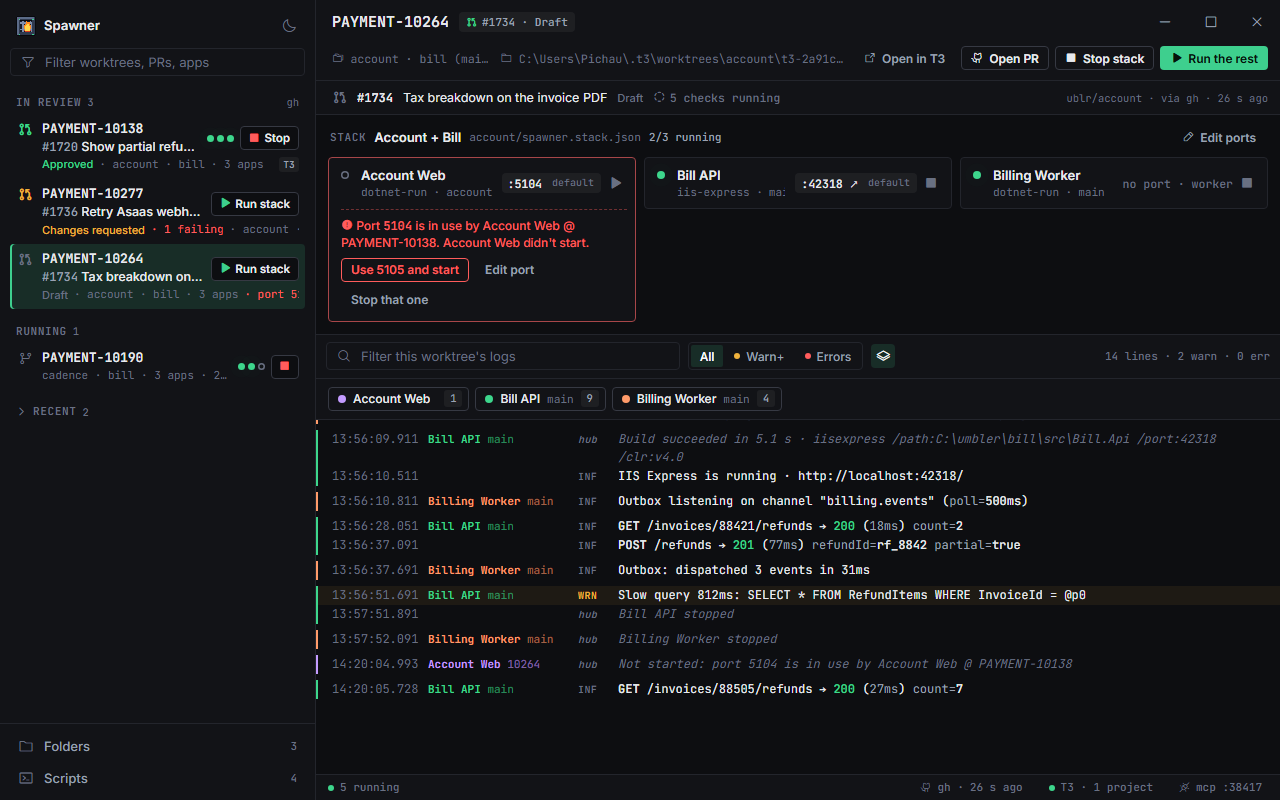 Spawner
Filter worktrees, PRs, apps
IN REVIEW 3 gh
PAYMENT-10138
#1720 Show partial refu… Stop
Approved · account · bill · 3 apps T3
PAYMENT-10277
#1736 Retry Asaas webh… Run stack
Changes requested · 1 failing · account ·
PAYMENT-10264
#1734 Tax breakdown on… Run stack
Draft · account · bill · 3 apps · port 5
RUNNING 1
PAYMENT-10190
cadence · bill · 3 apps · 2…
RECENT 2
Folders 3
Scripts 4
PAYMENT-10264 #1734 · Draft
account · bill (mai… C:\Users\Pichau\.t3\worktrees\account\t3-2a91c… Open in T3 Open PR Stop stack Run the rest
#1734 Tax breakdown on the invoice PDF Draft 5 checks running ublr/account · via gh · 26 s ago
STACK Account + Bill account/spawner.stack.json 2/3 running Edit ports
Account Web
dotnet-run · account :5104 default
Port 5104 is in use by Account Web @
PAYMENT-10138. Account Web didn't start.
Use 5105 and start Edit port
Stop that one
Bill API
iis-express · ma: :42318 ↗ default
Billing Worker
dotnet-run · main no port · worker
Filter this worktree's logs All Warn+ Errors 14 lines · 2 warn · 0 err
Account Web 1 Bill API main 9 Billing Worker main 4
13:56:09.911 Bill API main hub Build succeeded in 5.1 s · iisexpress /path:C:\umbler\bill\src\Bill.Api /port:42318
/clr:v4.0
13:56:10.511 INF IIS Express is running · http://localhost:42318/
13:56:10.811 Billing Worker main INF Outbox listening on channel "billing.events" (poll=500ms)
13:56:28.051 Bill API main INF GET /invoices/88421/refunds → 200 (18ms) count=2
13:56:37.091 INF POST /refunds → 201 (77ms) refundId=rf_8842 partial=true
13:56:37.691 Billing Worker main INF Outbox: dispatched 3 events in 31ms
13:56:51.691 Bill API main WRN Slow query 812ms: SELECT * FROM RefundItems WHERE InvoiceId = @p0
13:57:51.891 hub Bill API stopped
13:57:52.091 Billing Worker main hub Billing Worker stopped
14:20:04.993 Account Web 10264 hub Not started: port 5104 is in use by Account Web @ PAYMENT-10138
14:20:05.728 Bill API main INF GET /invoices/88505/refunds → 200 (27ms) count=7
5 running gh · 26 s ago T3 · 1 project mcp :38417